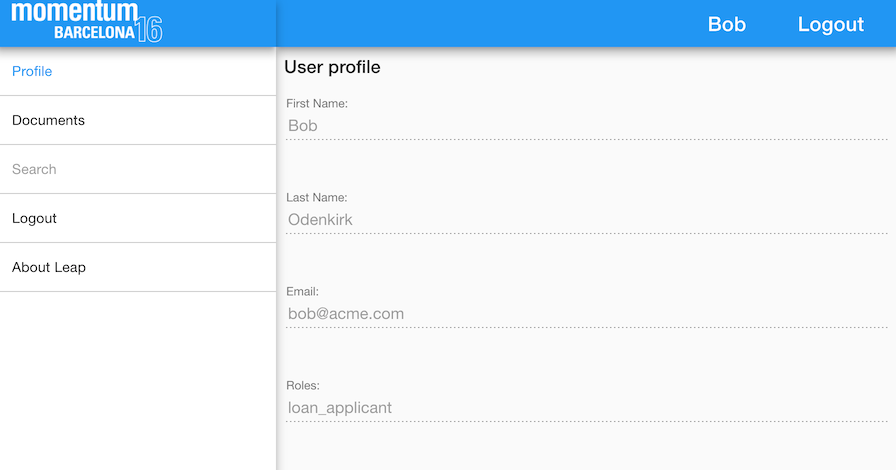 momentum
BARCELONA 16
Bob
Logout
Profile
Documents
Search
Logout
About Leap
User profile
First Name:
Bob
Last Name:
Odenkirk
Email:
bob@acme.com
Roles:
loan_applicant